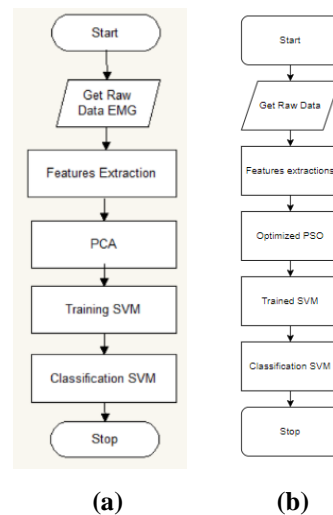 Start
Get Raw
Data EMG
Features Extraction
PCA
Training SVM
Classification SVM
Stop
(a)
Start
Get Raw Data
Features extractions
Optimized PSO
Trained SVM
Classification SVM
Stop
(b)